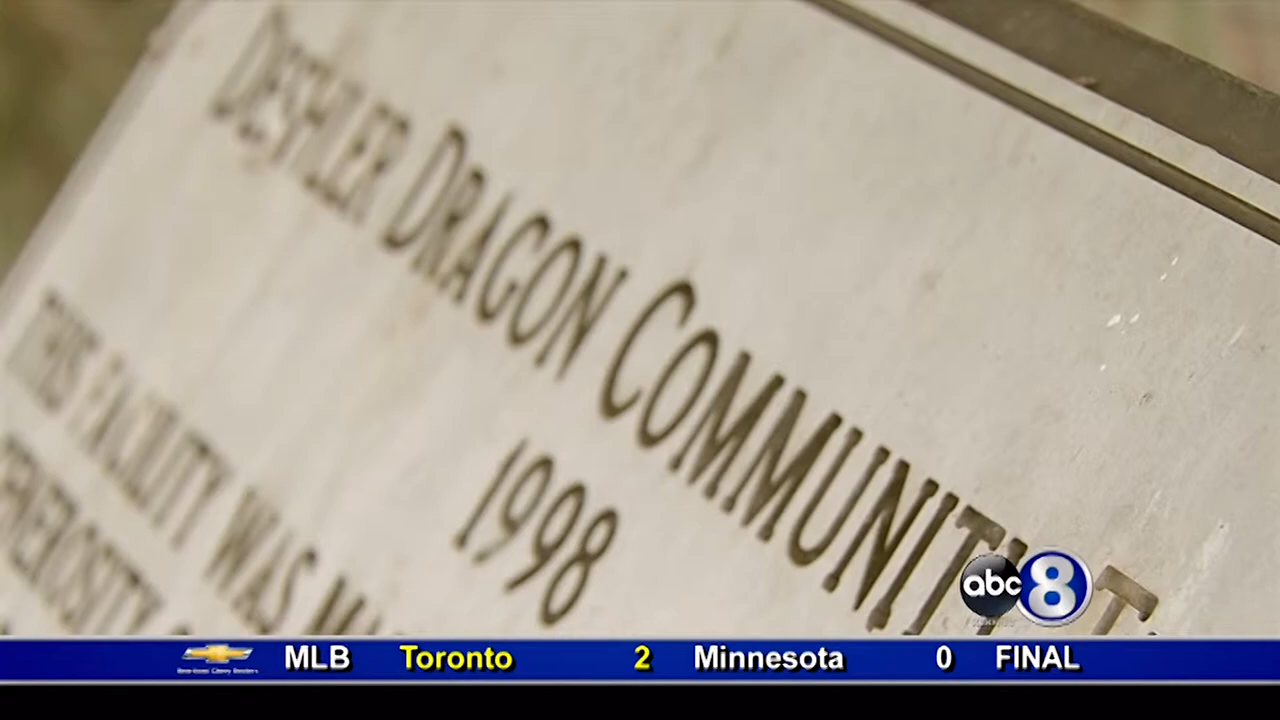 DESHLER DRAGON COMMUNITY
1998
THIS FACILITY WAS
abc 8
MLB Toronto 2 Minnesota 0 FINAL